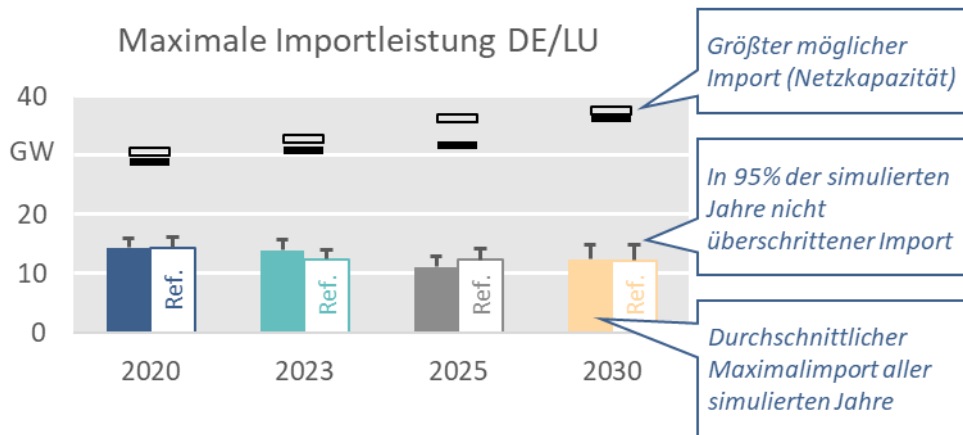 Maximale Importleistung DE/LU
40
GW
20
10
0
Ref.
Ref.
Ref.
Ref.
2020
2023
2025
2030
Größter möglicher
Import (Netzkapazität)
In 95% der simulierten
Jahre nicht
überschrittener Import
Durchschnittlicher
Maximalimport aller
simulierten Jahre